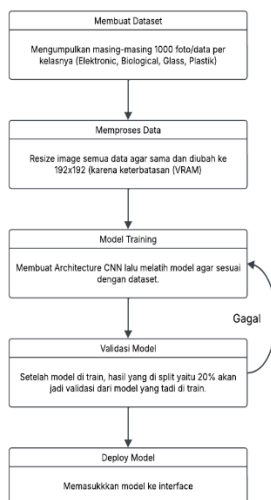 Membuat Dataset
Mengumpulkan masing-masing 1000 foto/data per
kelasnya (Elektronic, Biological, Glass, Plastik)
Memproses Data
Resize image semua data agar sama dan diubah ke
192x192 (karena keterbatasan (VRAM)
Model Training
Membuat Architecture CNN lalu melatih model agar sesuai
dengan dataset.
Gagal
Validasi Model
Setelah model di train, hasil yang di split yaitu 20% akan
jadi validasi dari model yang tadi di train.
Deploy Model
Memasukkkan model ke interface